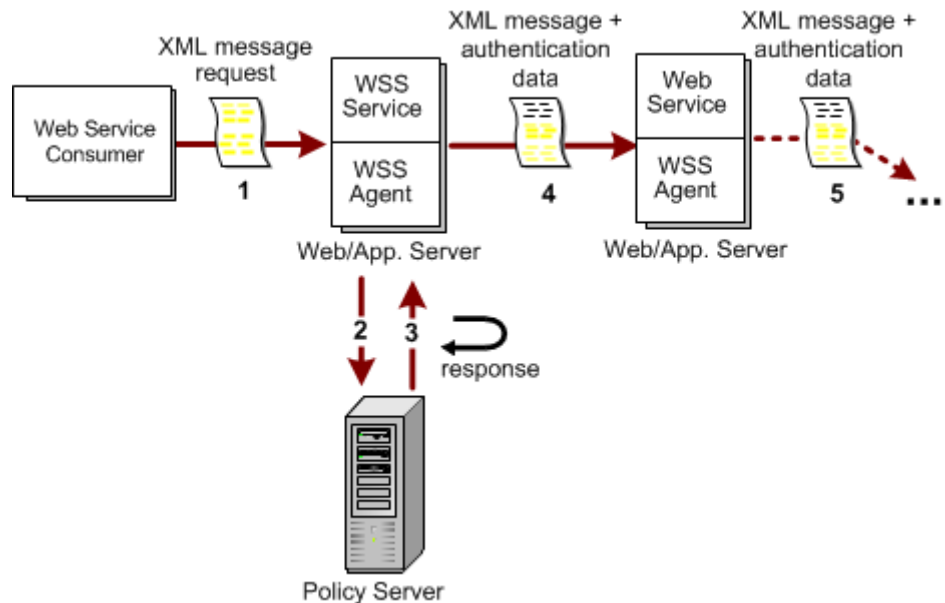 XML message
request
Web Service
Consumer
1
WSS
Service
WSS
Agent
Web/App. Server
XML message +
authentication
data
4
Web
Service
WSS
Agent
Web/App. Server
XML message +
authentication
data
5
...
2
3
response
Policy Server